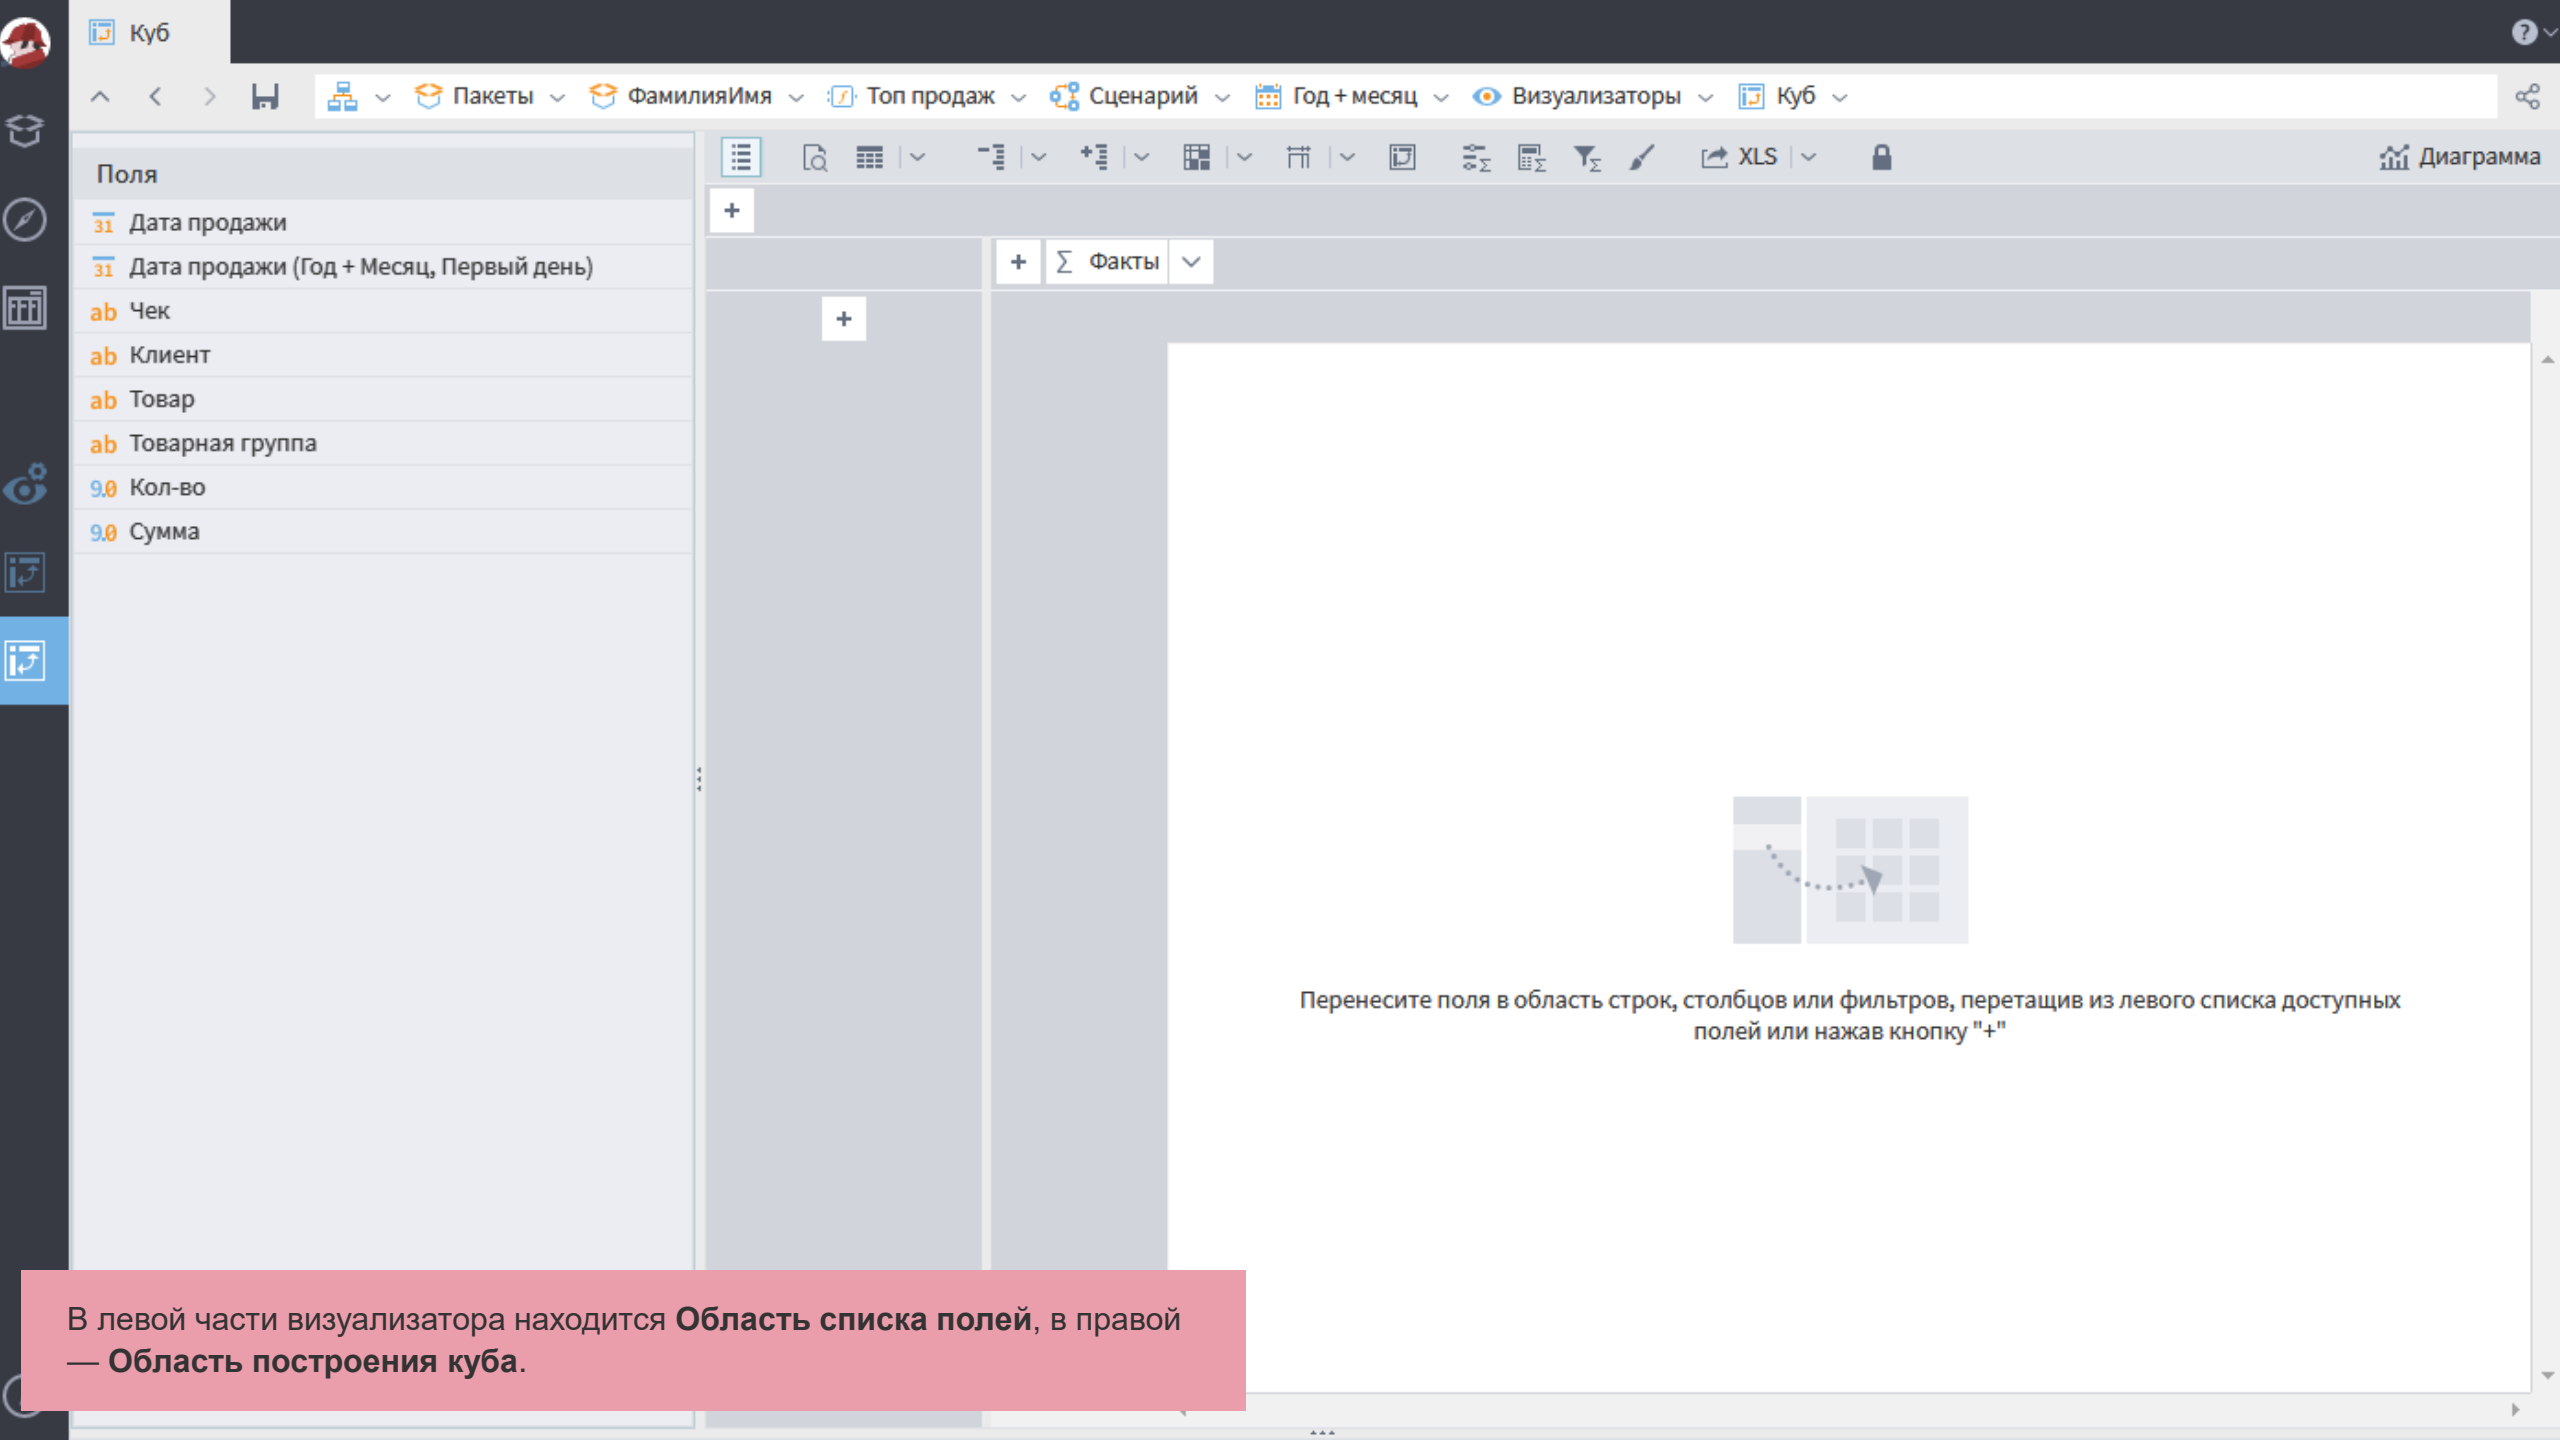 Куб
Пакеты ФамилияИмя Топ продаж Сценарий Год + месяц Визуализаторы Куб
XLS Диаграмма
Поля
31 Дата продажи
31 Дата продажи (Год + Месяц, Первый день)
ab Чек
ab Клиент
ab Товар
ab Товарная группа
9.0 Кол-во
9.0 Сумма
+
+ Σ Факты
+
Перенесите поля в область строк, столбцов или фильтров, перетащив из левого списка доступных
полей или нажав кнопку "+"
В левой части визуализатора находится Область списка полей, в правой
— Область построения куба.